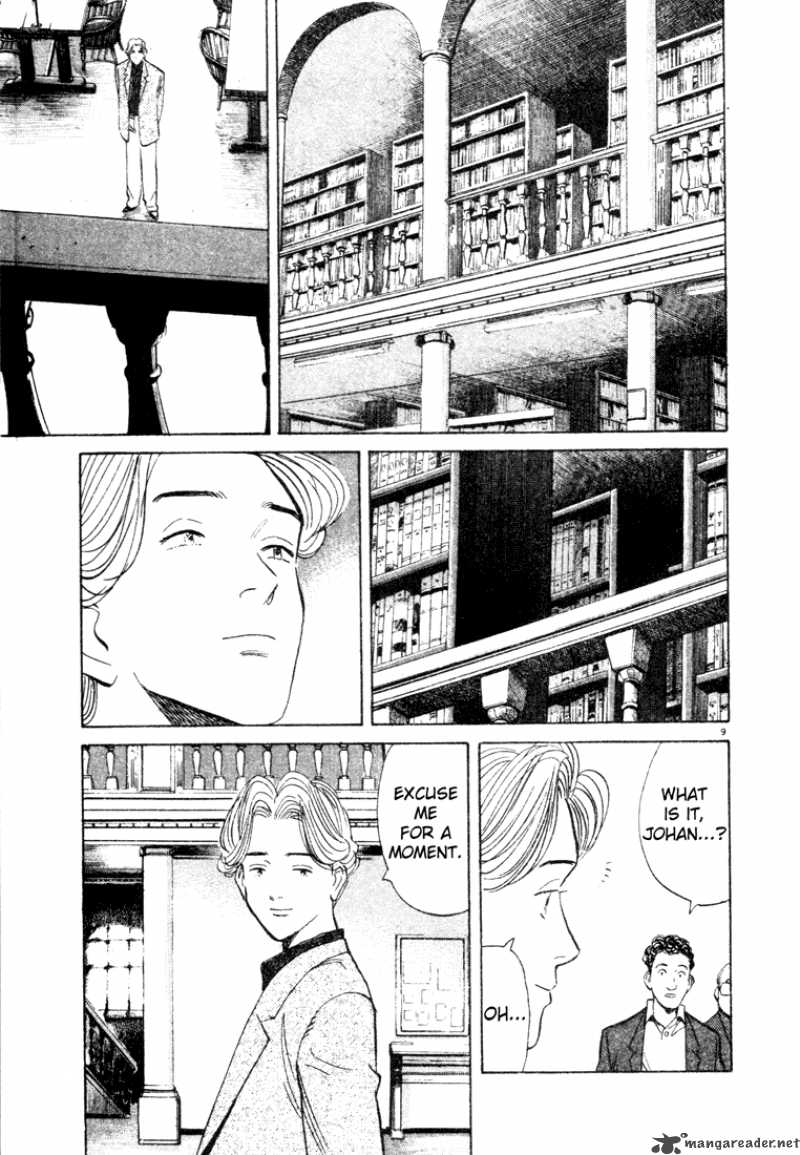 9
WHAT
IS IT,
JOHAN...?
OH...
EXCUSE
ME
FOR A
MOMENT.
mangareader.net